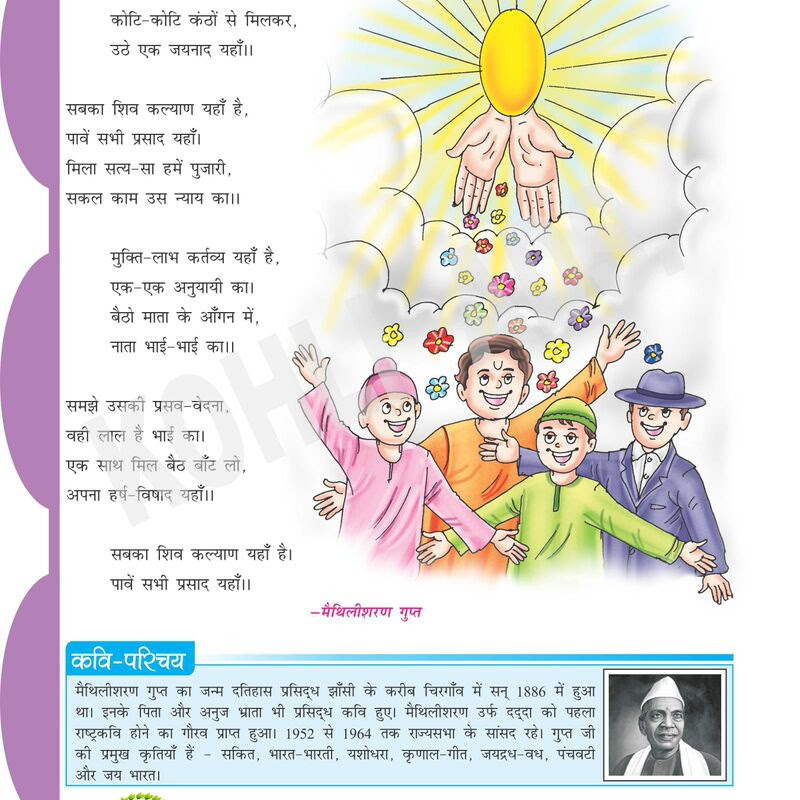 कोटि-कोटि कंठों से मिलकर,
उठे एक जयनाद यहाँ।।
सबका शिव कल्याण यहाँ है,
पावें सभी प्रसाद यहाँ।
मिला सत्य-सा हमें पुजारी,
सकल काम उस न्याय का।।
मुक्ति-लाभ कर्तव्य यहाँ है,
एक-एक अनुयायी का।
बैठो माता के आँगन में,
नाता भाई-भाई का।।
समझे उसकी प्रसव-वेदना,
वही लाल है भाई का।
एक साथ मिल बैठ बाँट लो,
अपना हर्ष-विषाद यहाँ।।
सबका शिव कल्याण यहाँ है।
पावें सभी प्रसाद यहाँ।।
–मैथिलीशरण गुप्त
कवि-परिचय
मैथिलीशरण गुप्त का जन्म दतिहास प्रसिद्ध झाँसी के करीब चिरगाँव में सन् 1886 में हुआ
था। इनके पिता और अनुज भ्राता भी प्रसिद्ध कवि हुए। मैथिलीशरण उर्फ दद्दा को पहला
राष्ट्रकवि होने का गौरव प्राप्त हुआ। 1952 से 1964 तक राज्यसभा के सांसद रहे। गुप्त जी
की प्रमुख कृतियाँ हैं – सकित, भारत-भारती, यशोधरा, कृणाल-गीत, जयद्रध-वध, पंचवटी
और जय भारत।